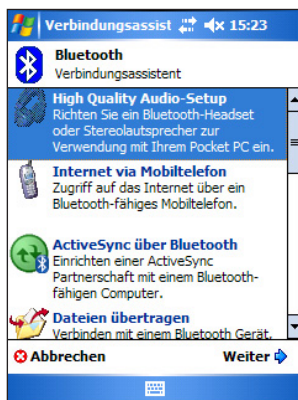 Verbindungsassist 15:23
Bluetooth
Verbindungsassistent
High Quality Audio-Setup
Richten Sie ein Bluetooth-Headset
oder Stereolautsprecher zur
Verwendung mit Ihrem Pocket PC ein.
Internet via Mobiltelefon
Zugriff auf das Internet über ein
Bluetooth-fähiges Mobiltelefon.
ActiveSync über Bluetooth
Einrichten einer ActiveSync
Partnerschaft mit einem Bluetooth-
fähigen Computer.
Dateien übertragen
Verbinden mit einem Bluetooth Gerät,
Abbrechen Weiter